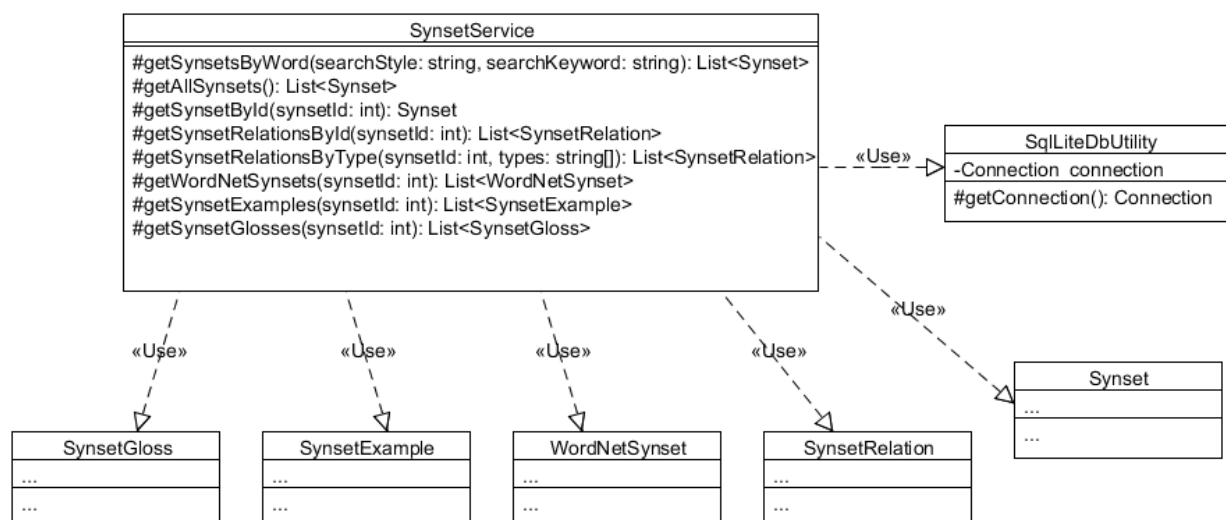 SynsetService
#getSynsetsByWord(searchStyle: string, searchKeyword: string): List<Synset>
#getAllSynsets(): List<Synset>
#getSynsetById(synsetId: int): Synset
#getSynsetRelationsById(synsetId: int): List<SynsetRelation>
#getSynsetRelationsByType(synsetId: int, types: string[]): List<SynsetRelation>
#getWordNetSynsets(synsetId: int): List<WordNetSynset>
#getSynsetExamples(synsetId: int): List<SynsetExample>
#getSynsetGlosses(synsetId: int): List<SynsetGloss>
«Use»
SqlLiteDbUtility
-Connection connection
#getConnection(): Connection
«Use»
«Use»
«Use»
«Use»
«Use»
Synset
...
...
SynsetGloss
...
...
SynsetExample
...
...
WordNetSynset
...
...
SynsetRelation
...
...